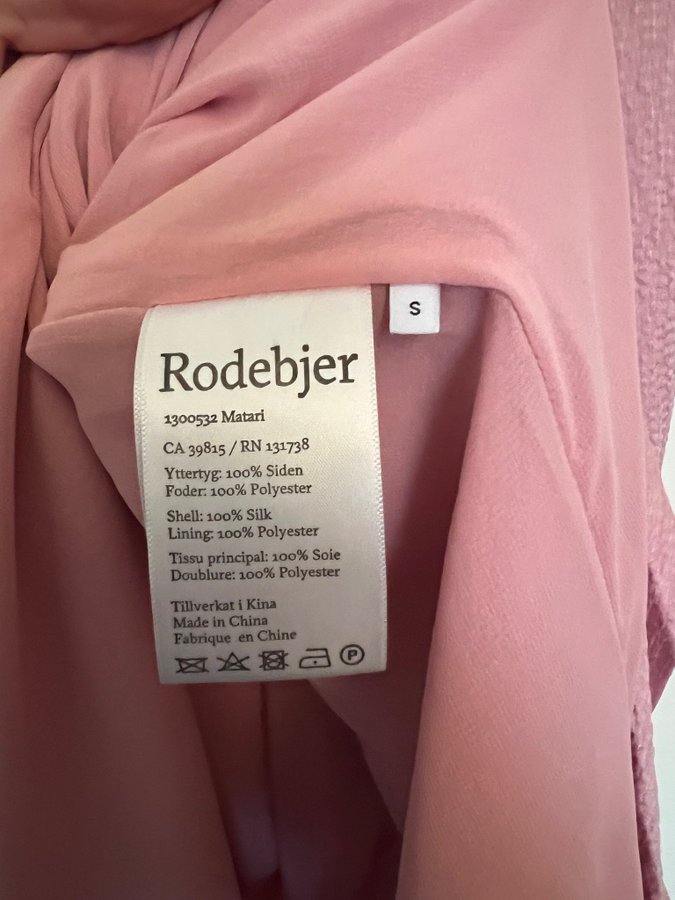 S
Rodebjer
1300532 Matari
CA 39815 / RN 131738
Yttertyg: 100% Siden
Foder: 100% Polyester
Shell: 100% Silk
Lining: 100% Polyester
Tissu principal: 100% Soie
Doublure: 100% Polyester
Tillverkat i Kina
Made in China
Fabrique en Chine
P